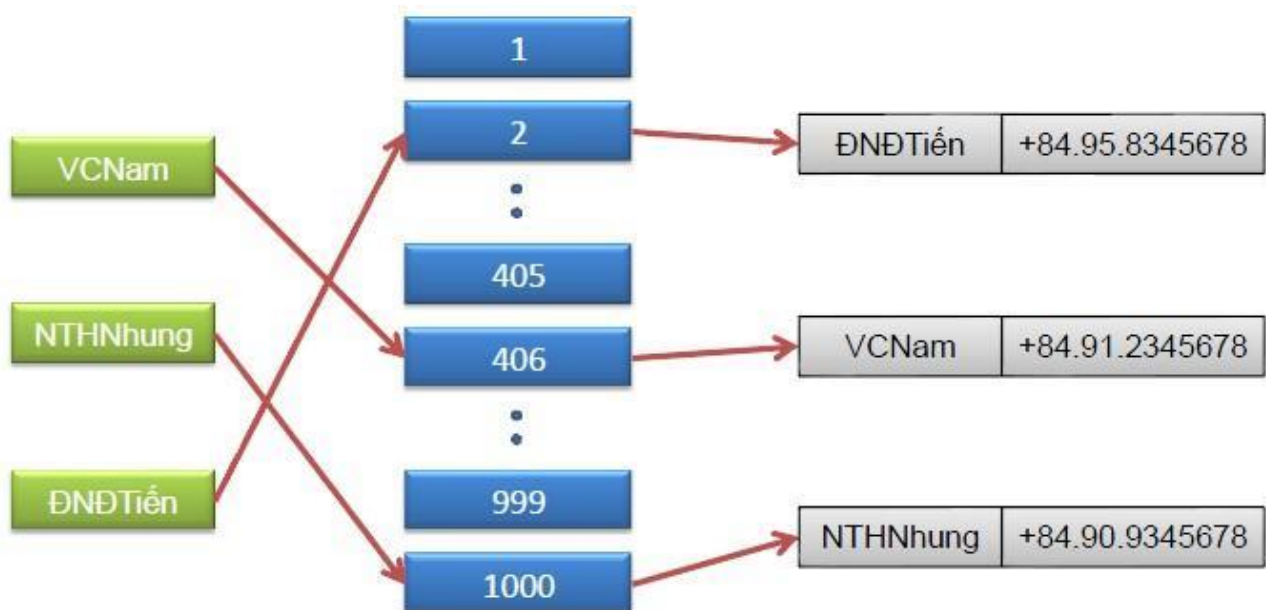 1
2
ĐNĐTiến +84.95.8345678
VCNam
405
NTHNhung
406
VCNam +84.91.2345678
ĐNĐTiến
999
NTHNhung +84.90.9345678
1000